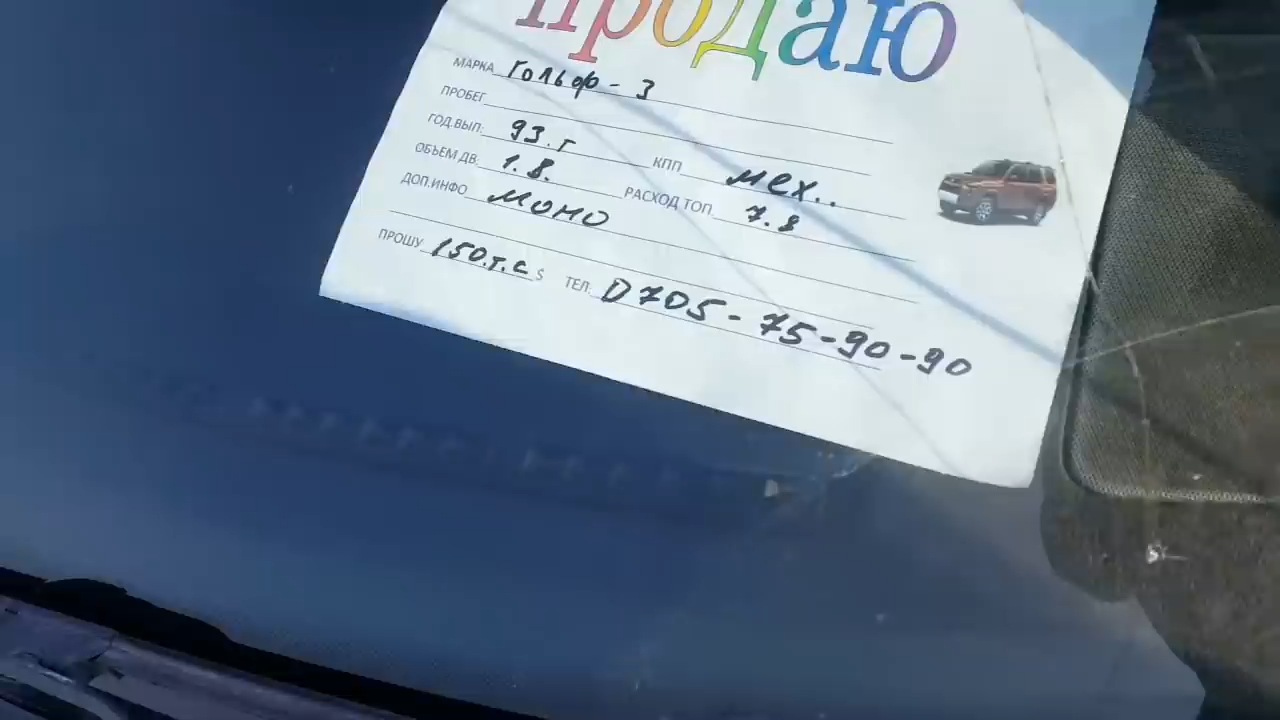 продаю
МАРКА гольф - 3
ПРОБЕГ
ГОД.ВЫП: 93.г КПП мех..
ОБЪЕМ ДВ. 1.8. РАСХОД ТОП. 7.8
ДОП.ИНФО моно
ПРОШУ 150.т.с $ ТЕЛ: 0705-75-90-90